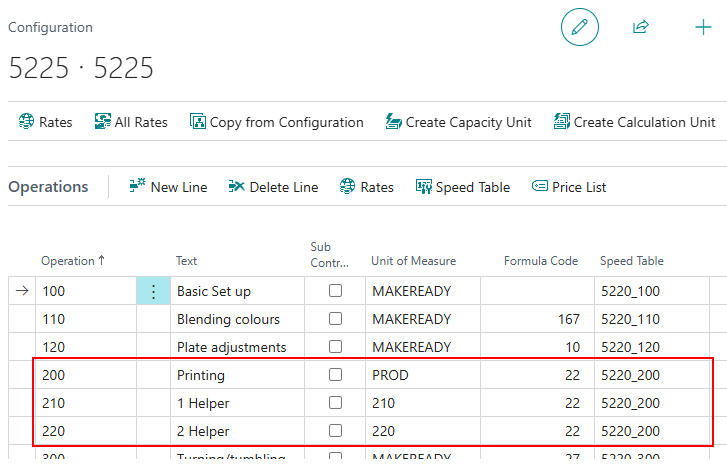 Configuration
5225 · 5225
Rates All Rates Copy from Configuration Create Capacity Unit Create Calculation Unit
Operations New Line Delete Line Rates Speed Table Price List
Operation ↑ Text Sub Contr... Unit of Measure Formula Code Speed Table
→ 100 Basic Set up MAKEREADY 5220_100
110 Blending colours MAKEREADY 167 5220_110
120 Plate adjustments MAKEREADY 10 5220_120
200 Printing PROD 22 5220_200
210 1 Helper 210 22 5220_200
220 2 Helper 220 22 5220_200
300 Turning/tumbling MAKEREADY 27 5220_300